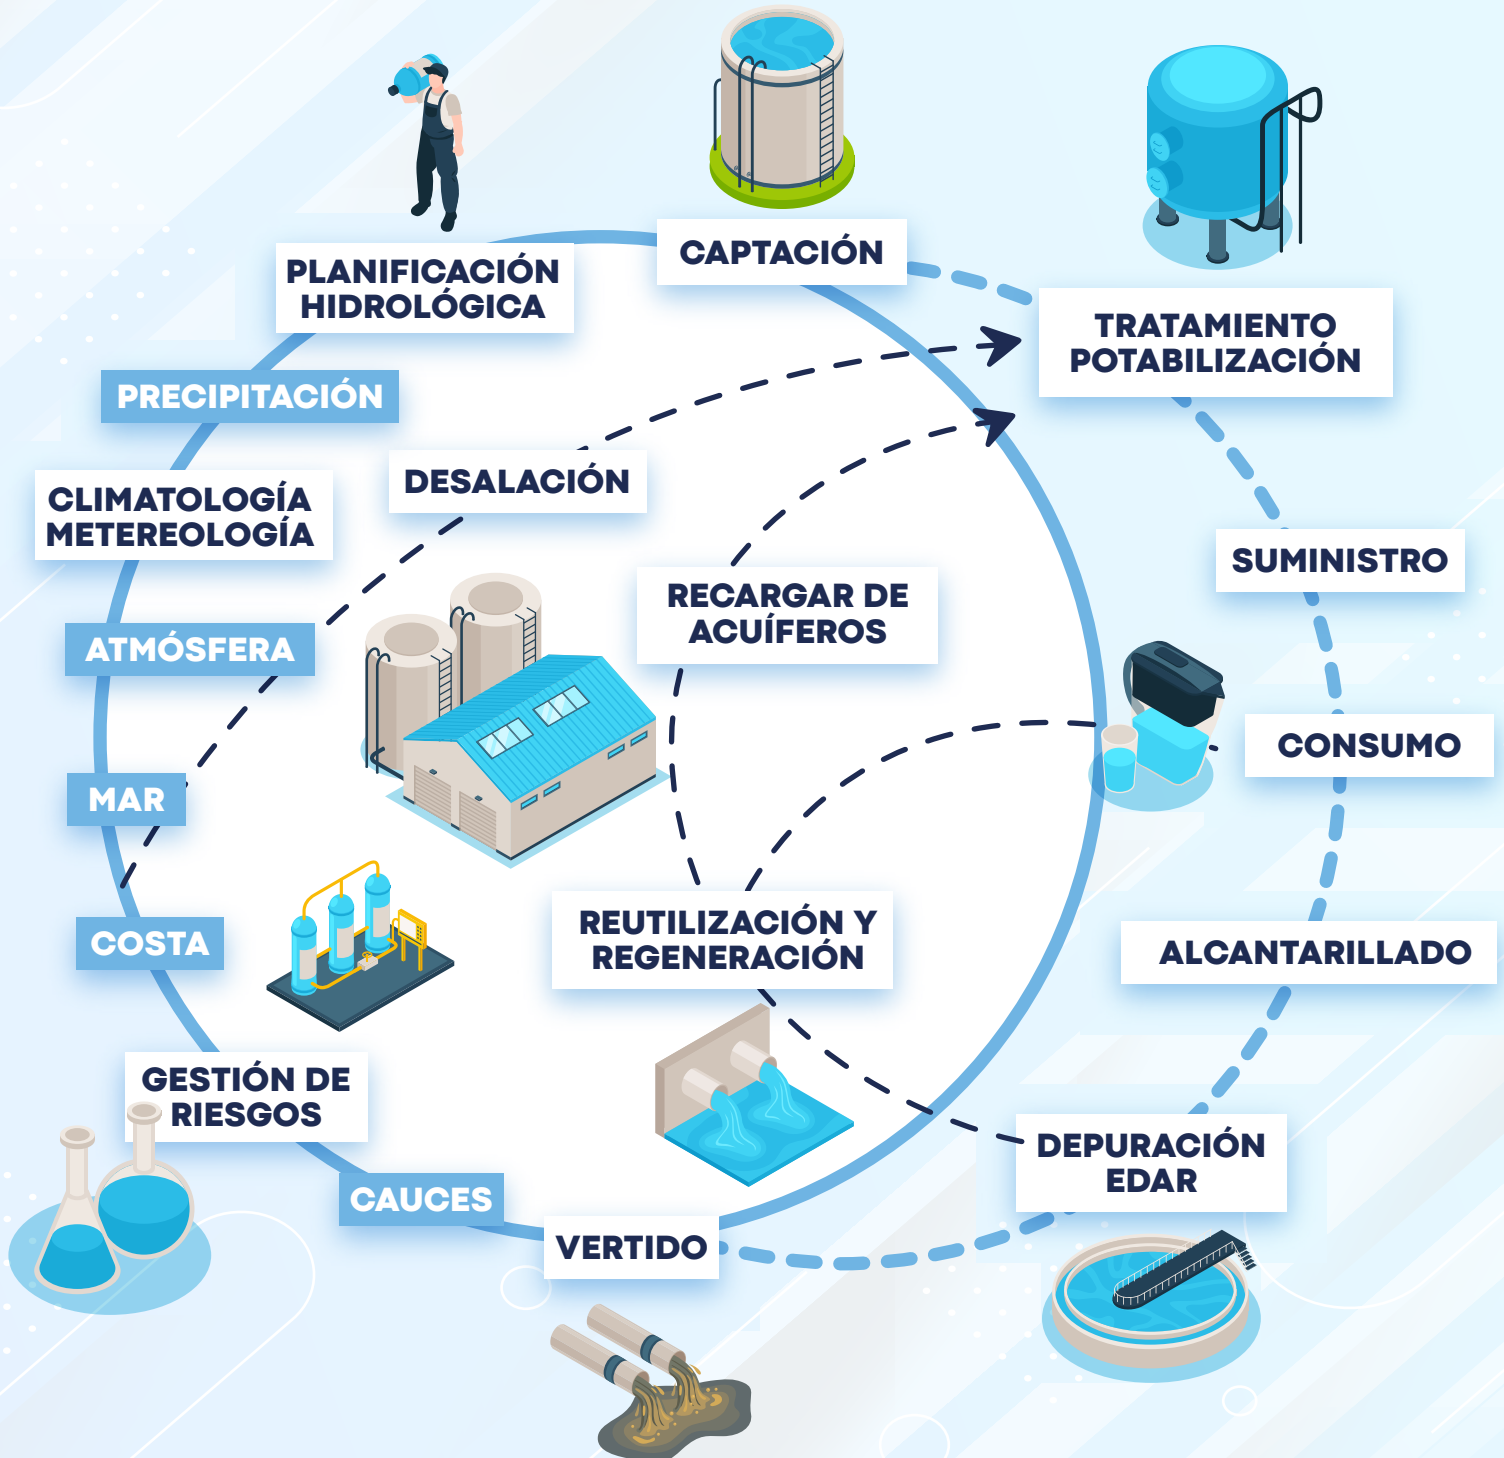 CAPTACIÓN
PLANIFICACIÓN
HIDROLÓGICA
TRATAMIENTO
POTABILIZACIÓN
PRECIPITACIÓN
DESALACIÓN
CLIMATOLOGÍA
METEREOLOGÍA
SUMINISTRO
RECARGAR DE
ACUÍFEROS
ATMÓSFERA
CONSUMO
MAR
REUTILIZACIÓN Y
REGENERACIÓN
COSTA
ALCANTARILLADO
GESTIÓN DE
RIESGOS
DEPURACIÓN
EDAR
CAUCES
VERTIDO